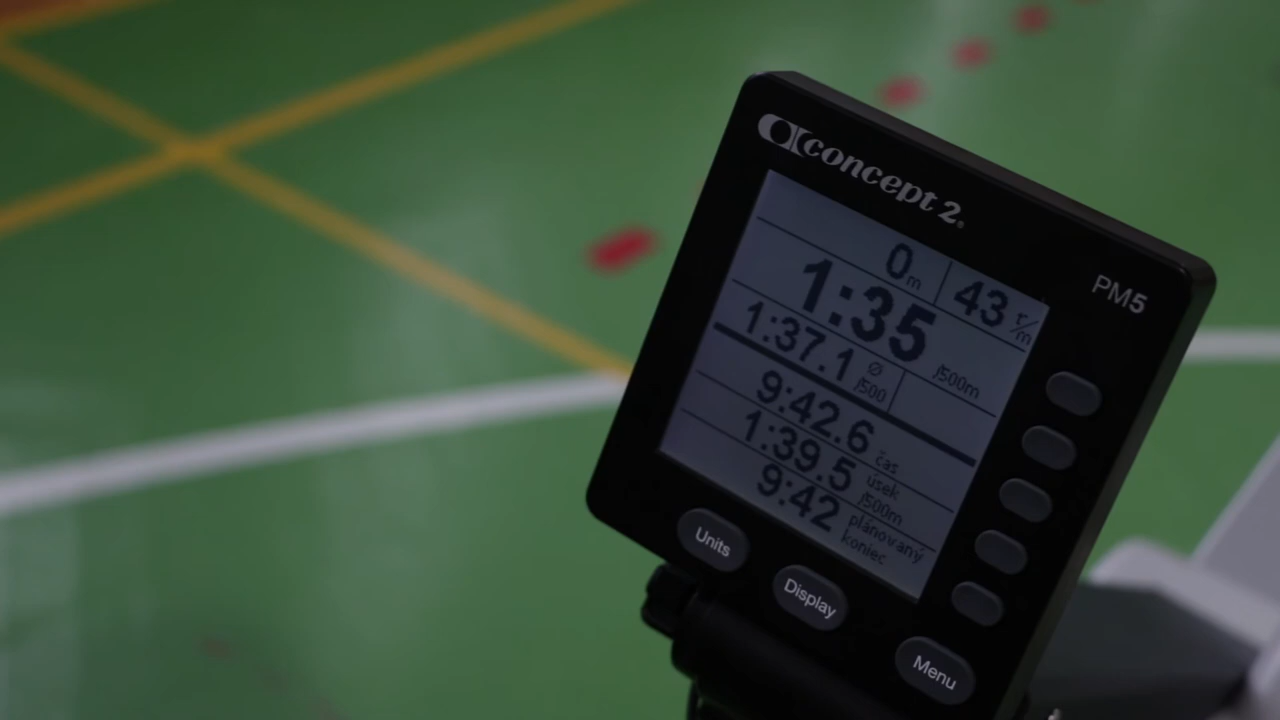 concept 2®
PM5
0m 43 r/m
1:35 /500m
1:37.1 ⌀/500
9:42.6 čas
1:39.5 úsek /500m
9:42 plánovaný koniec
Units
Display
Menu